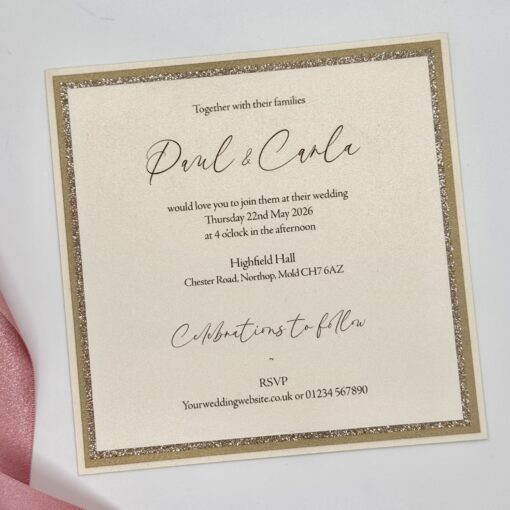 Together with their families
Paul & Carla
would love you to join them at their wedding
Thursday 22nd May 2026
at 4 o'clock in the afternoon
Highfield Hall
Chester Road, Northop, Mold CH7 6AZ
Celebrations to follow
~
RSVP
Yourweddingwebsite.co.uk or 01234 567890